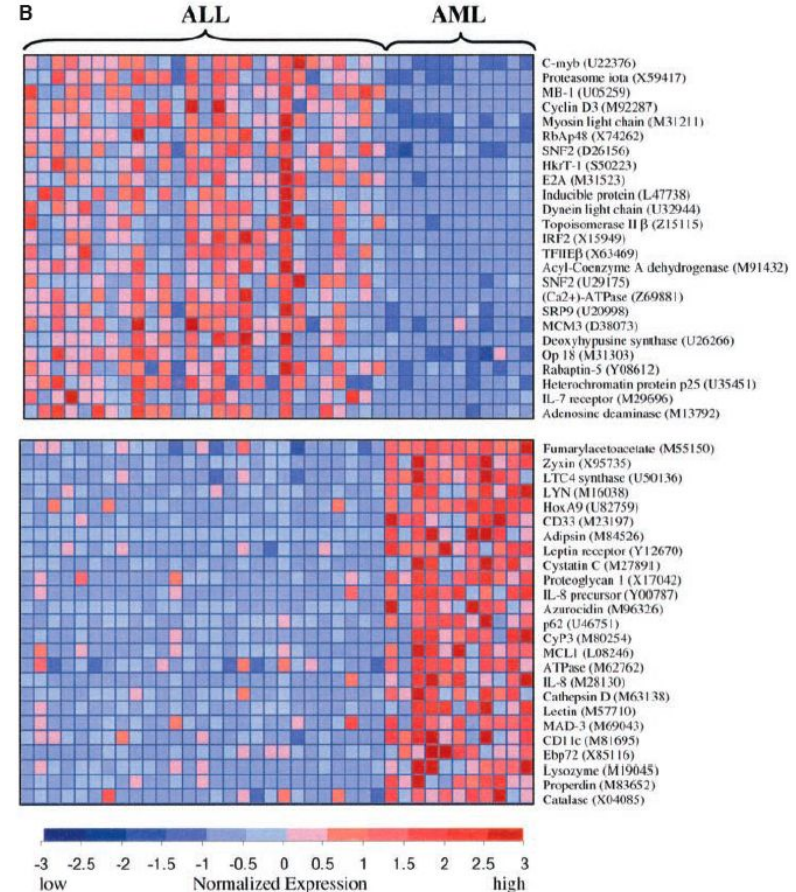 B
ALL AML
C-myb (U22376)
Proteasome iota (X59417)
MB-1 (U05259)
Cyclin D3 (M92287)
Myosin light chain (M31211)
RbAp48 (X74262)
SNF2 (D26156)
HkrT-1 (S50223)
E2A (M31523)
Inducible protein (L47738)
Dynein light chain (U32944)
Topoisomerase II β (Z15115)
IRF2 (X15949)
TFIIEβ (X63469)
Acyl-Coenzyme A dehydrogenase (M91432)
SNF2 (U29175)
(Ca2+)-ATPase (Z69881)
SRP9 (U20998)
MCM3 (D38073)
Deoxyhypusine synthase (U26266)
Op 18 (M31303)
Rabaptin-5 (Y08612)
Heterochromatin protein p25 (U35451)
IL-7 receptor (M29696)
Adenosine deaminase (M13792)
Fumarylacetoacetate (M55150)
Zyxin (X95735)
LTC4 synthase (U50136)
LYN (M16038)
HoxA9 (U82759)
CD33 (M23197)
Adipsin (M84526)
Leptin receptor (Y12670)
Cystatin C (M27891)
Proteoglycan 1 (X17042)
IL-8 precursor (Y00787)
Azurocidin (M96326)
p62 (U46751)
CyP3 (M80254)
MCL1 (L08246)
ATPase (M62762)
IL-8 (M28130)
Cathepsin D (M63138)
Lectin (M57710)
MAD-3 (M69043)
CD11c (M81695)
Ebp72 (X85116)
Lysozyme (M19045)
Properdin (M83652)
Catalase (X04085)
-3 -2.5 -2 -1.5 -1 -0.5 0 0.5 1 1.5 2 2.5 3
low Normalized Expression high